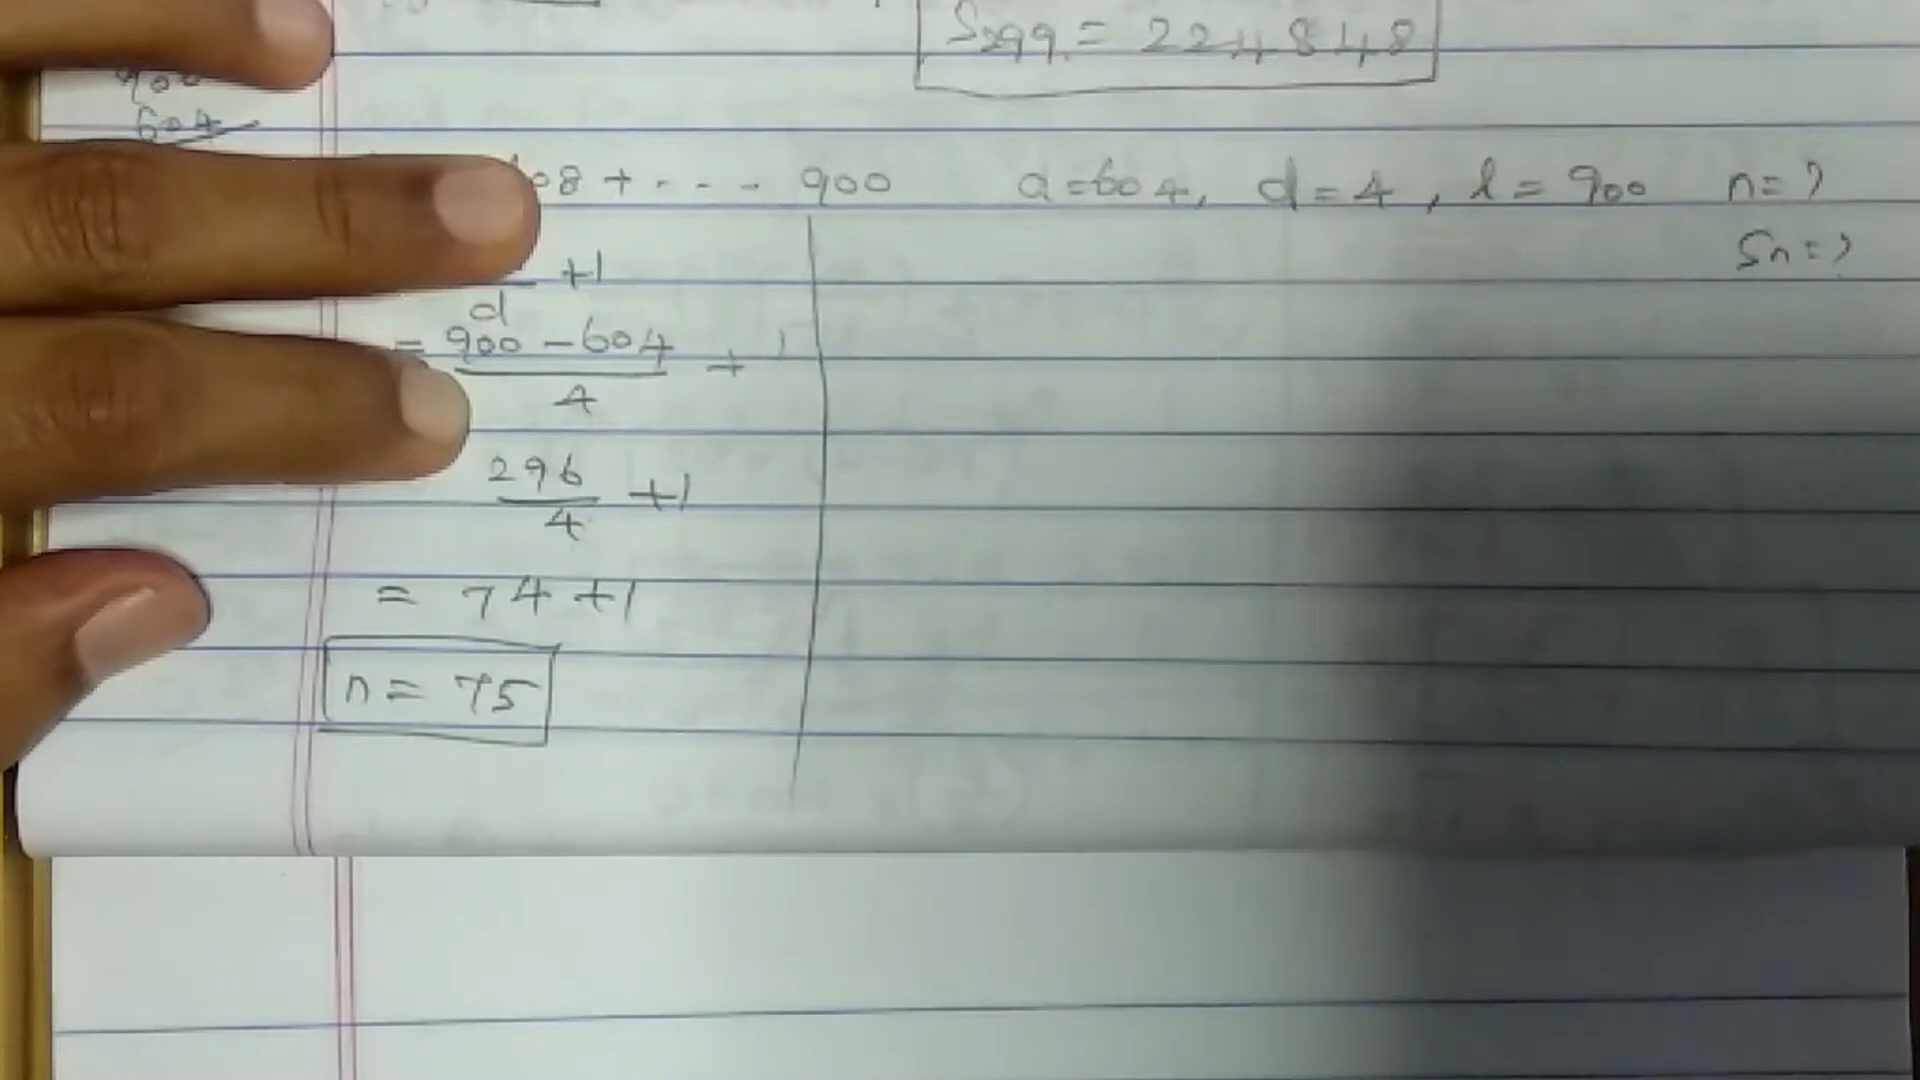 S299 = 224848
900
604
08 + - - - 900 a=604, d=4, l=900 n=?
Sn=?
+1
d
= 900-604 + 1
4
296 +1
4
= 74+1
n = 75